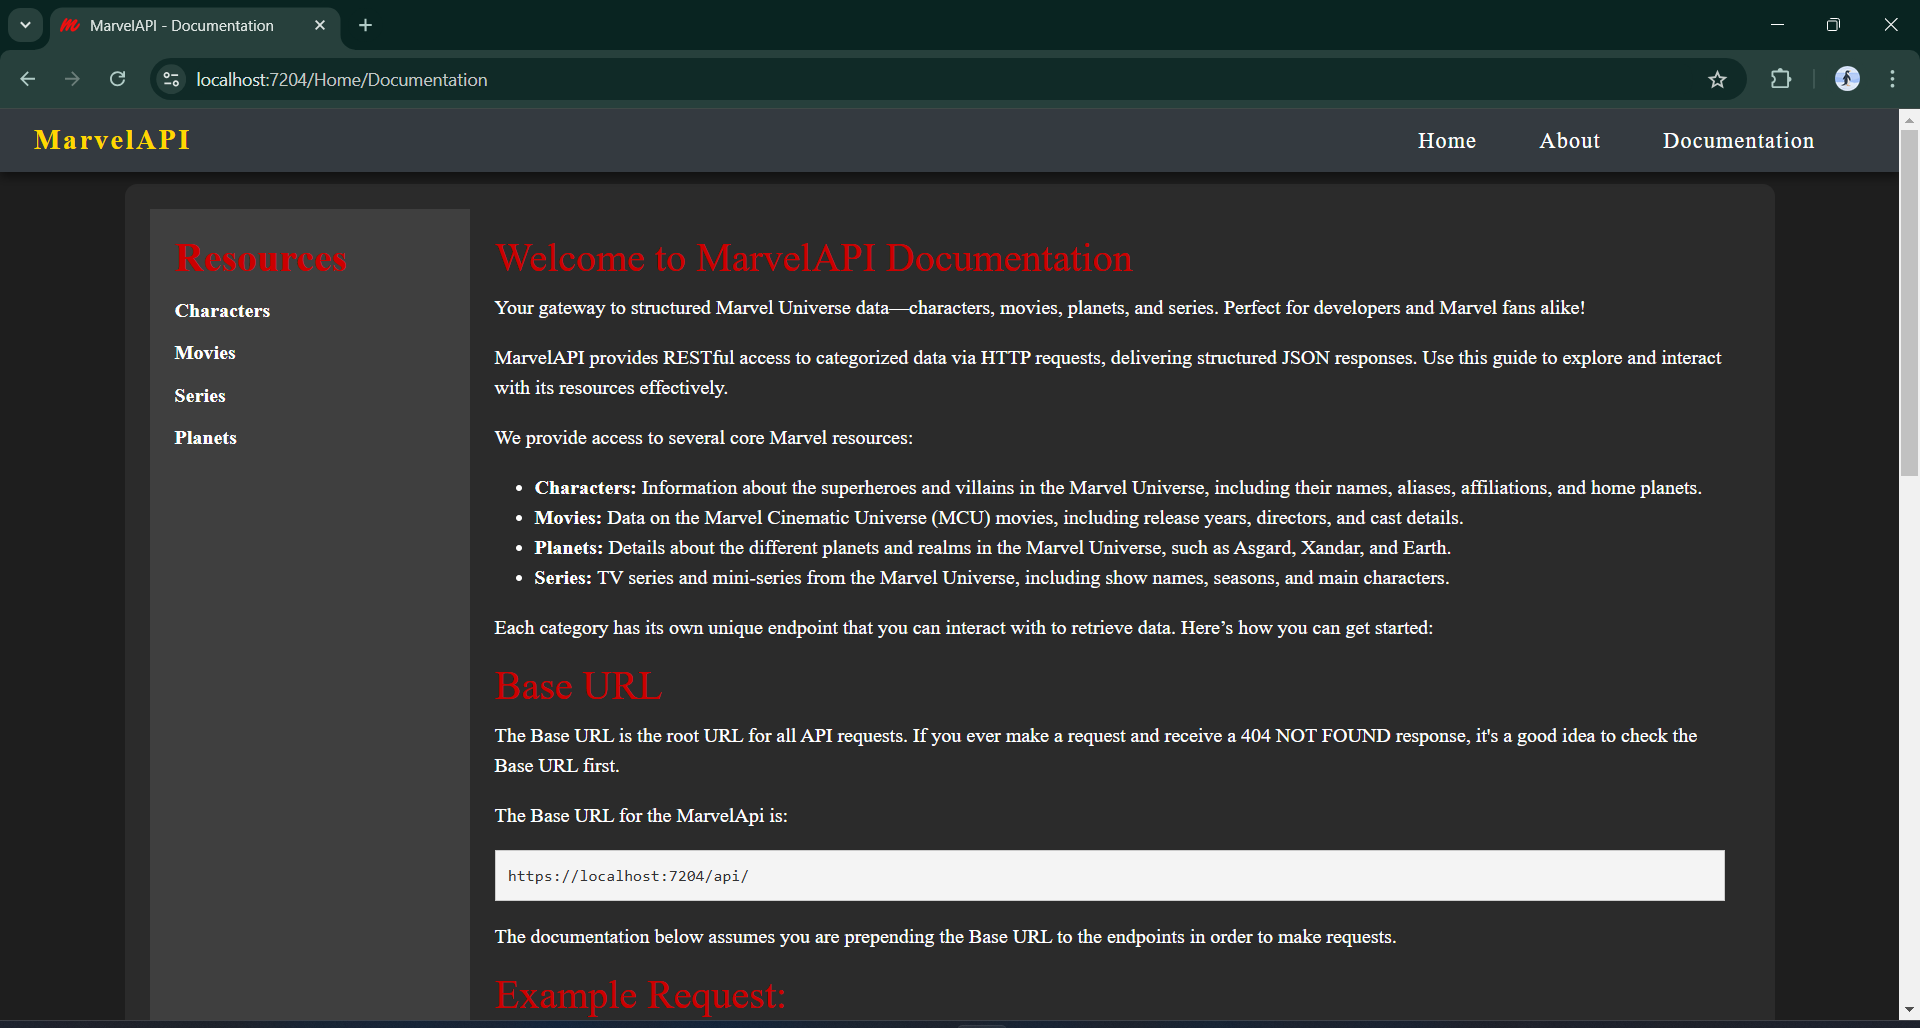 MarvelAPI - Documentation
localhost:7204/Home/Documentation
MarvelAPI
Home
About
Documentation
Resources
Characters
Movies
Series
Planets
Welcome to MarvelAPI Documentation
Your gateway to structured Marvel Universe data—characters, movies, planets, and series. Perfect for developers and Marvel fans alike!
MarvelAPI provides RESTful access to categorized data via HTTP requests, delivering structured JSON responses. Use this guide to explore and interact
with its resources effectively.
We provide access to several core Marvel resources:
• Characters: Information about the superheroes and villains in the Marvel Universe, including their names, aliases, affiliations, and home planets.
• Movies: Data on the Marvel Cinematic Universe (MCU) movies, including release years, directors, and cast details.
• Planets: Details about the different planets and realms in the Marvel Universe, such as Asgard, Xandar, and Earth.
• Series: TV series and mini-series from the Marvel Universe, including show names, seasons, and main characters.
Each category has its own unique endpoint that you can interact with to retrieve data. Here’s how you can get started:
Base URL
The Base URL is the root URL for all API requests. If you ever make a request and receive a 404 NOT FOUND response, it's a good idea to check the
Base URL first.
The Base URL for the MarvelApi is:
https://localhost:7204/api/
The documentation below assumes you are prepending the Base URL to the endpoints in order to make requests.
Example Request: